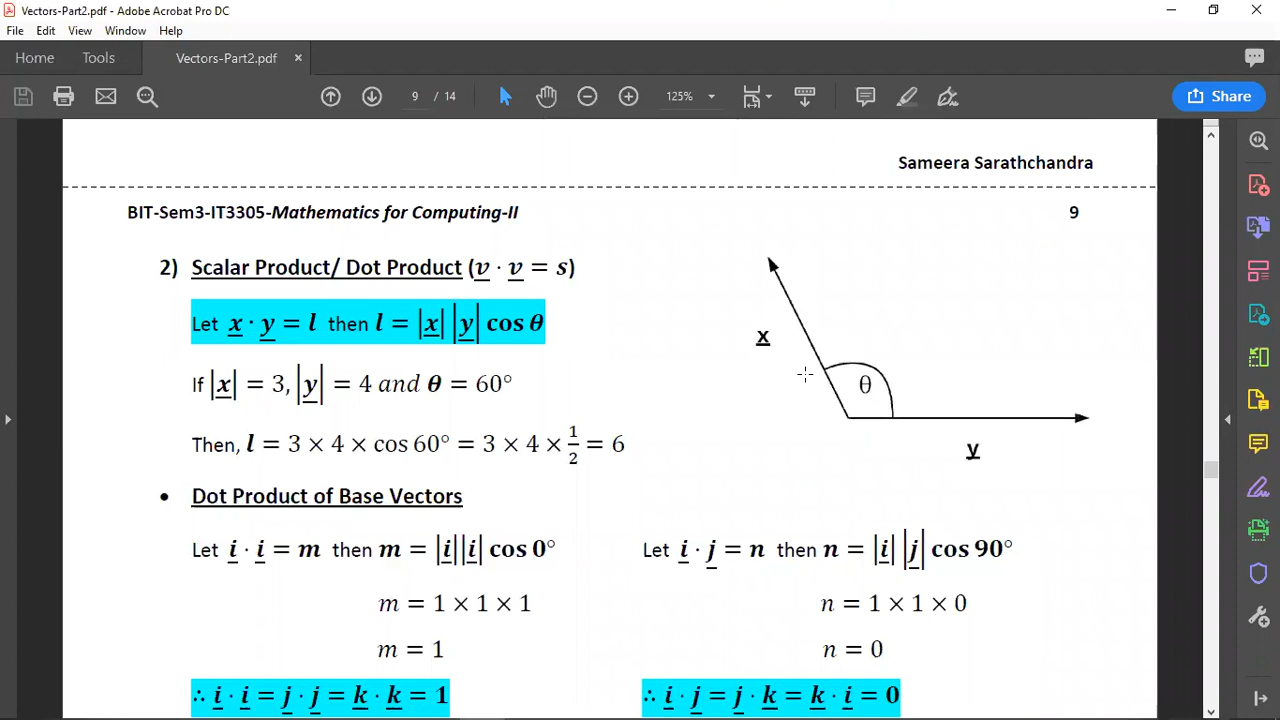 Vectors-Part2.pdf - Adobe Acrobat Pro DC
File Edit View Window Help
Home Tools Vectors-Part2.pdf ×
9 / 14 125% Share
Sameera Sarathchandra
BIT-Sem3-IT3305-Mathematics for Computing-II 9
2) Scalar Product/ Dot Product (v · v = s)
Let x · y = l then l = |x| |y| cos θ
x
If |x| = 3, |y| = 4 and θ = 60°
θ
Then, l = 3 × 4 × cos 60° = 3 × 4 × 1/2 = 6
y
• Dot Product of Base Vectors
Let i · i = m then m = |i||i| cos 0° Let i · j = n then n = |i| |j| cos 90°
m = 1 × 1 × 1 n = 1 × 1 × 0
m = 1 n = 0
∴ i · i = j · j = k · k = 1 ∴ i · j = j · k = k · i = 0